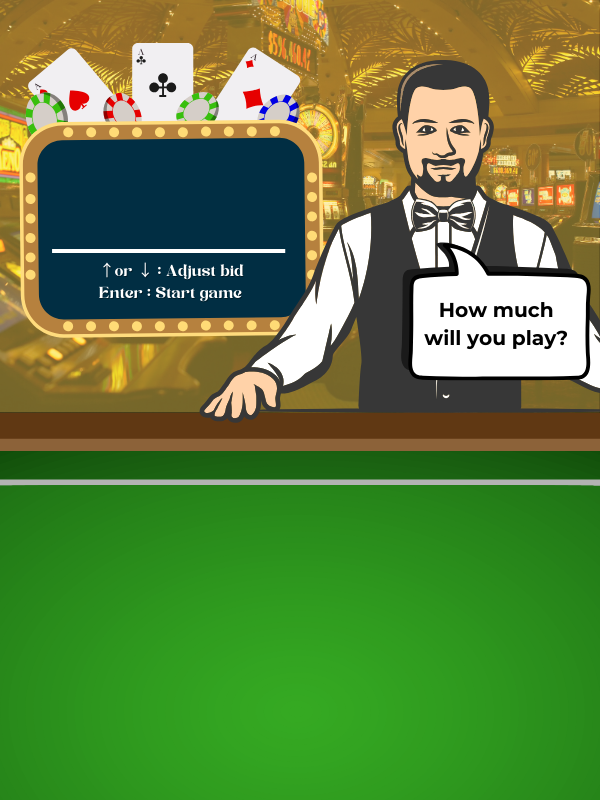 A
A
A
↑ or ↓ : Adjust bid
Enter : Start game
How much
will you play?